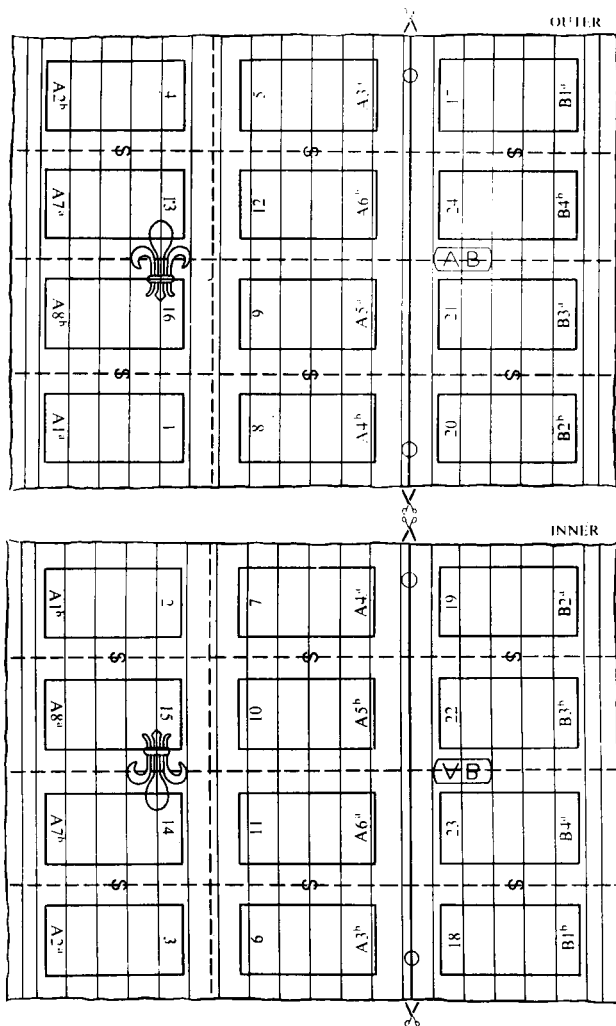 OUTER
A2ᵇ 4 5 A3ᵃ 17 B1ᵃ
S S S
A7ᵃ 13 12 A6ᵇ 24 B4ᵇ
AB
A8ᵇ 16 9 A5ᵃ 21 B3ᵃ
S S S
A1ᵃ 1 8 A4ᵇ 20 B2ᵇ
INNER
A1ᵇ 2 7 A4ᵃ 19 B2ᵃ
S S S
A8ᵃ 15 10 A5ᵇ 22 B3ᵇ
AB
A7ᵇ 14 11 A6ᵃ 23 B4ᵃ
S S S
A2ᵃ 3 6 A3ᵇ 18 B1ᵇ